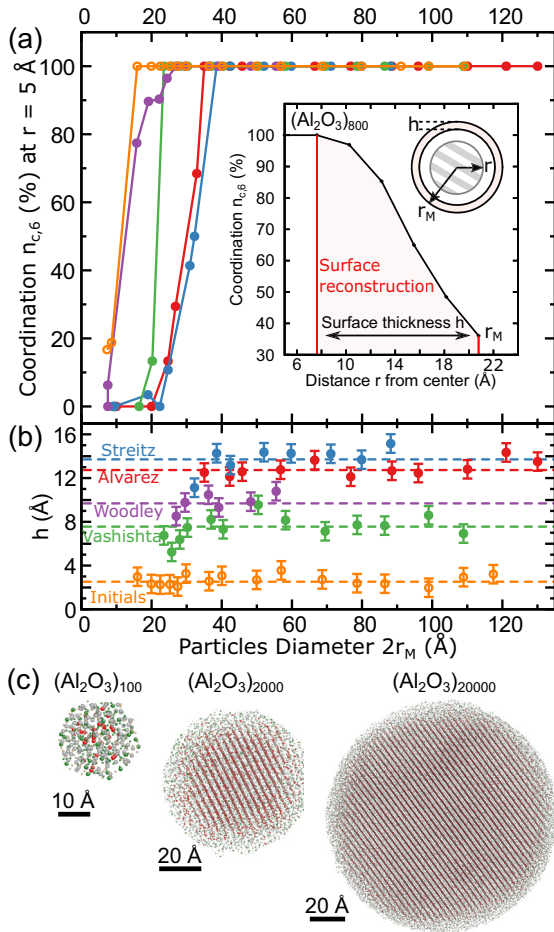 (a)
0 20 40 60 80 100 120
Coordination n_c,6 (%) at r = 5 Å
100
80
60
40
20
0
(Al₂O₃)₈₀₀
h
r
r_M
Coordination n_c,6 (%)
100
90
80
70
60
50
40
30
Surface
reconstruction
Surface thickness h
r_M
6 10 14 18 22
Distance r from center (Å)
(b)
h (Å)
16
12
8
4
0
Streitz
Alvarez
Woodley
Vashishta
Initials
0 20 40 60 80 100 120
Particles Diameter 2r_M (Å)
(c)
(Al₂O₃)₁₀₀
(Al₂O₃)₂₀₀₀
(Al₂O₃)₂₀₀₀₀
10 Å
20 Å
20 Å